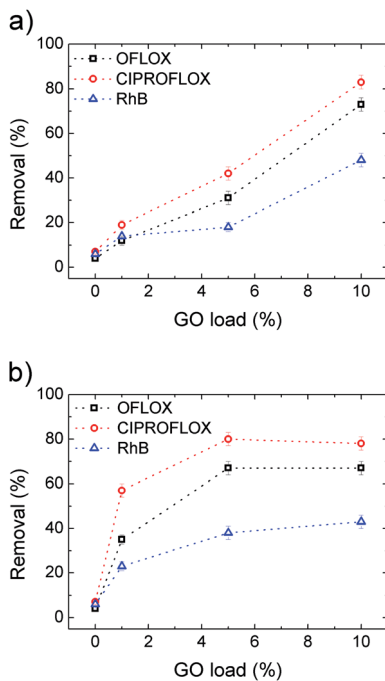 a)
100
80
60
40
20
0
Removal (%)
OFLOX
CIPROFLOX
RhB
0 2 4 6 8 10
GO load (%)
b)
100
80
60
40
20
0
Removal (%)
OFLOX
CIPROFLOX
RhB
0 2 4 6 8 10
GO load (%)